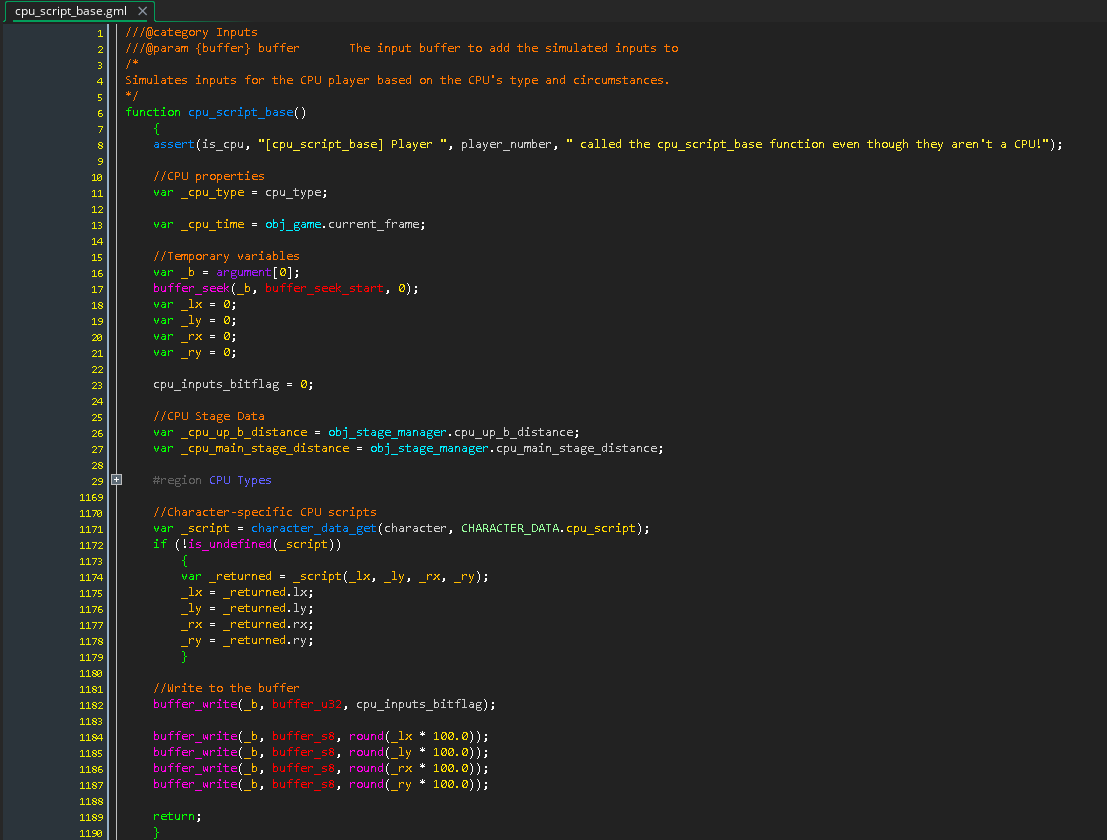 cpu_script_base.gml ×
1 ///@category Inputs
2 ///@param {buffer} buffer       The input buffer to add the simulated inputs to
3 /*
4 Simulates inputs for the CPU player based on the CPU's type and circumstances.
5 */
6 function cpu_script_base()
7     {
8     assert(is_cpu, "[cpu_script_base] Player ", player_number, " called the cpu_script_base function even though they aren't a CPU!");
9
10     //CPU properties
11     var _cpu_type = cpu_type;
12
13     var _cpu_time = obj_game.current_frame;
14
15     //Temporary variables
16     var _b = argument[0];
17     buffer_seek(_b, buffer_seek_start, 0);
18     var _lx = 0;
19     var _ly = 0;
20     var _rx = 0;
21     var _ry = 0;
22
23     cpu_inputs_bitflag = 0;
24
25     //CPU Stage Data
26     var _cpu_up_b_distance = obj_stage_manager.cpu_up_b_distance;
27     var _cpu_main_stage_distance = obj_stage_manager.cpu_main_stage_distance;
28
29     #region CPU Types
1169
1170     //Character-specific CPU scripts
1171     var _script = character_data_get(character, CHARACTER_DATA.cpu_script);
1172     if (!is_undefined(_script))
1173         {
1174         var _returned = _script(_lx, _ly, _rx, _ry);
1175         _lx = _returned.lx;
1176         _ly = _returned.ly;
1177         _rx = _returned.rx;
1178         _ry = _returned.ry;
1179         }
1180
1181     //Write to the buffer
1182     buffer_write(_b, buffer_u32, cpu_inputs_bitflag);
1183
1184     buffer_write(_b, buffer_s8, round(_lx * 100.0));
1185     buffer_write(_b, buffer_s8, round(_ly * 100.0));
1186     buffer_write(_b, buffer_s8, round(_rx * 100.0));
1187     buffer_write(_b, buffer_s8, round(_ry * 100.0));
1188
1189     return;
1190     }